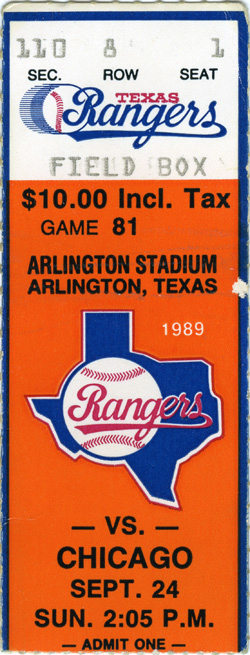 110 8 1
SEC. ROW SEAT
TEXAS
Rangers
FIELD BOX
$10.00 Incl. Tax
GAME 81
ARLINGTON STADIUM
ARLINGTON, TEXAS
1989
Rangers
— VS. —
CHICAGO
SEPT. 24
SUN. 2:05 P.M.
— ADMIT ONE —